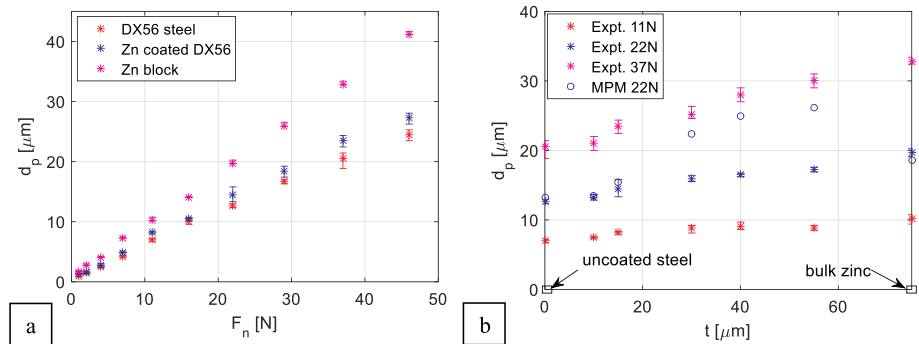 DX56 steel
Zn coated DX56
Zn block
40
30
20
10
0
d_p [μm]
0 10 20 30 40 50
F_n [N]
a
Expt. 11N
Expt. 22N
Expt. 37N
MPM 22N
40
30
20
10
0
d_p [μm]
uncoated steel
bulk zinc
0 20 40 60
t [μm]
b